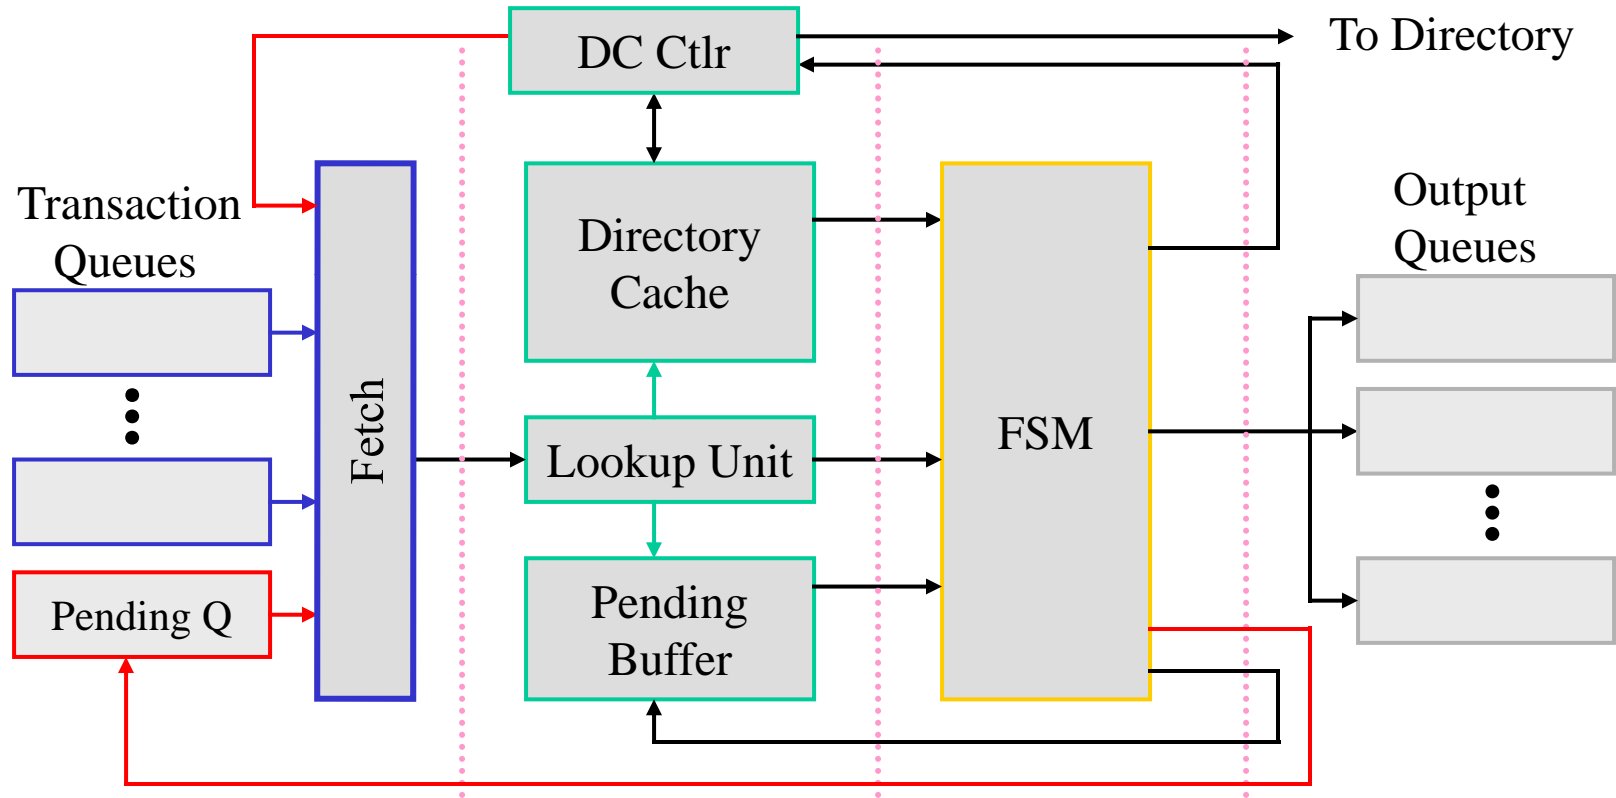 DC Ctlr
To Directory
Transaction
Queues
Directory
Cache
Output
Queues
Fetch
Lookup Unit
FSM
Pending Q
Pending
Buffer